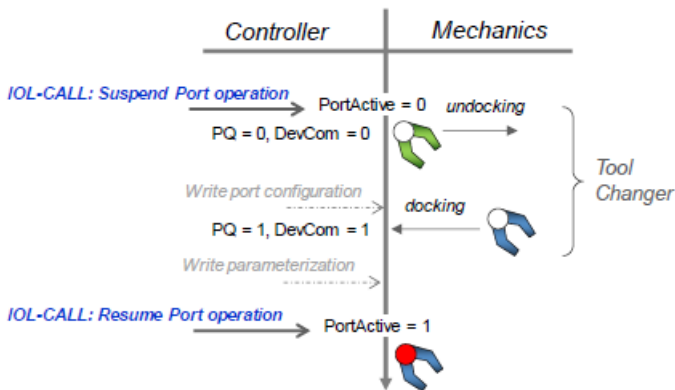 Controller
Mechanics
IOL-CALL: Suspend Port operation
PortActive = 0
undocking
PQ = 0, DevCom = 0
Tool
Changer
Write port configuration
docking
PQ = 1, DevCom = 1
Write parameterization
IOL-CALL: Resume Port operation
PortActive = 1